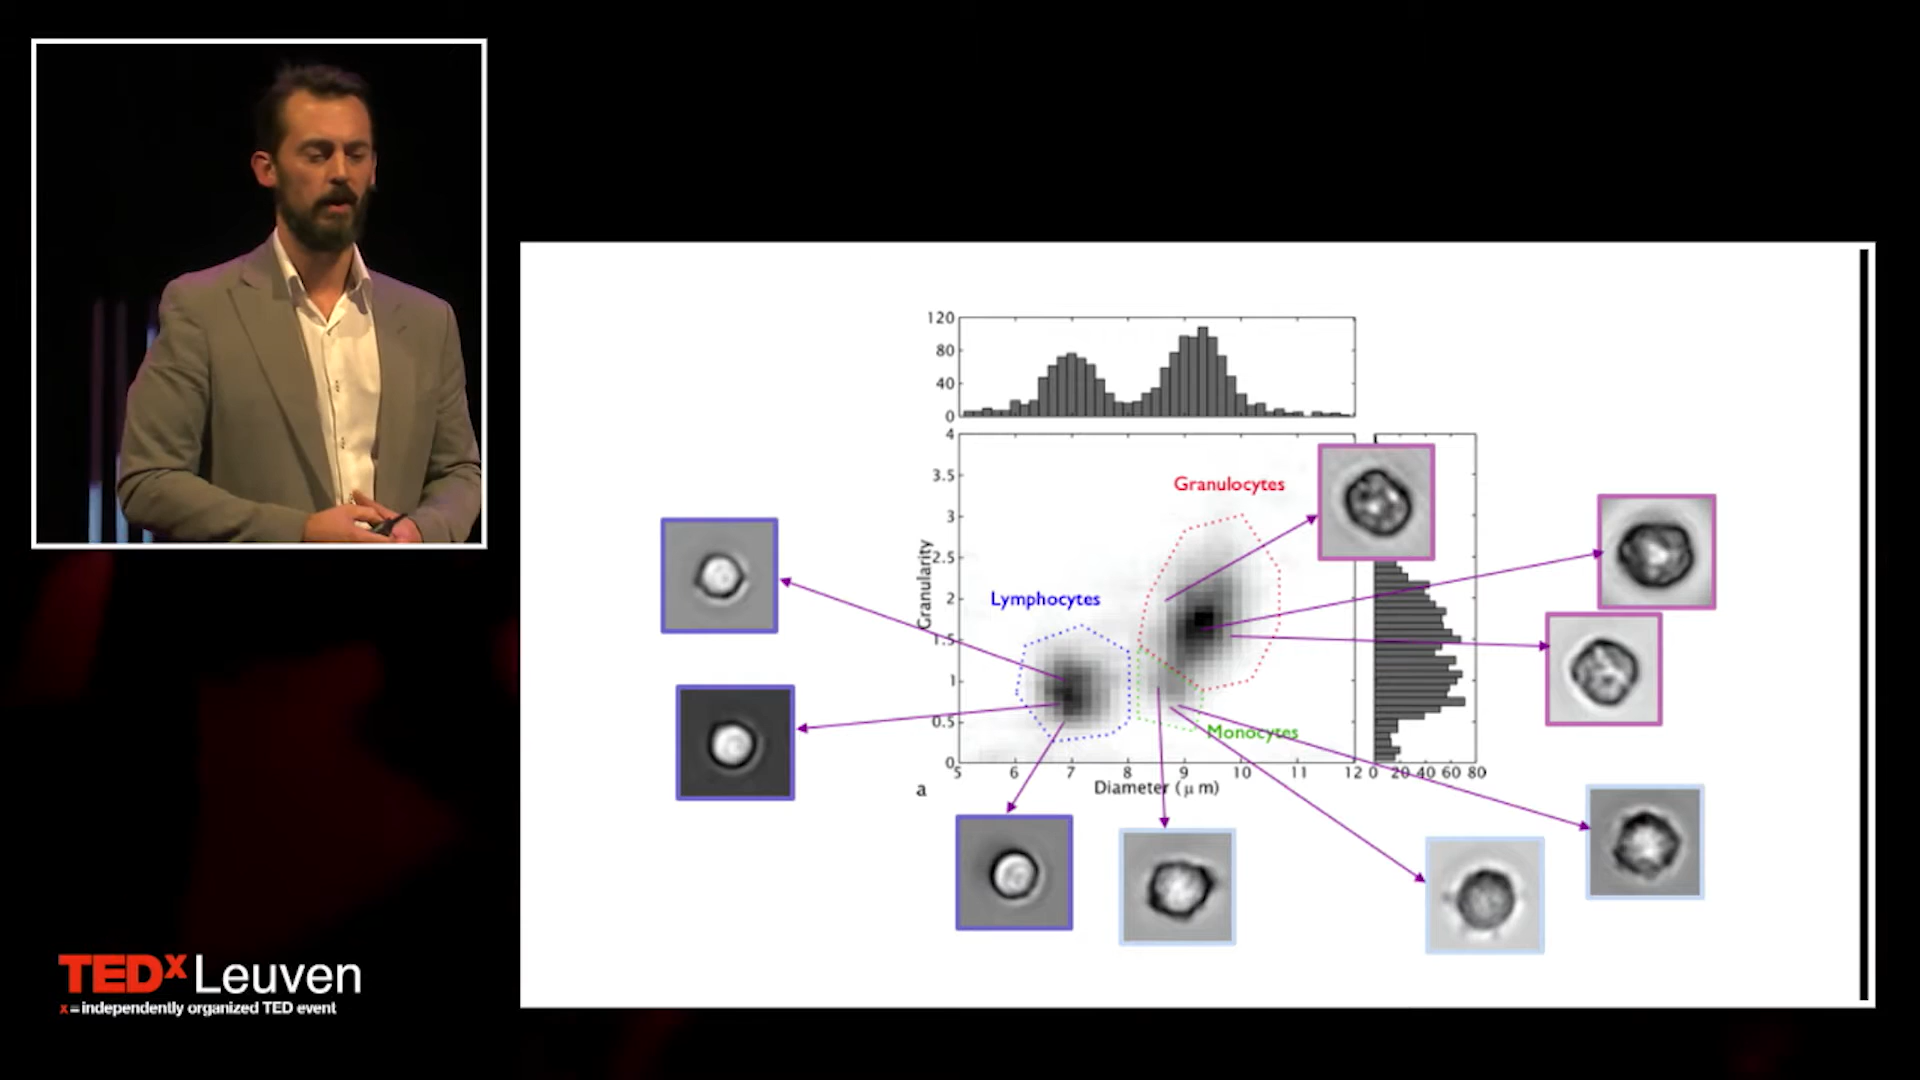 120
80
40
0
4
3.5
3
2.5
2
1.5
1
0.5
0
Granularity
Granulocytes
Lymphocytes
Monocytes
5 6 7 8 9 10 11 12 0 20 40 60 80
a
Diameter (μ m)
TEDx Leuven
x = independently organized TED event